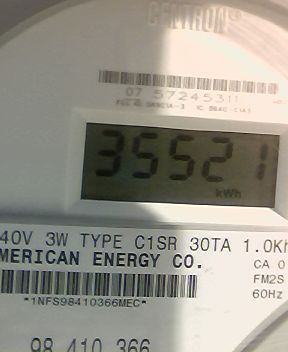 CENTRON®
07 57245311
35521
kWh
40V 3W TYPE C1SR 30TA 1.0Kh
MERICAN ENERGY CO.
CA 0
FM2S
60Hz
*1NFS98410366MEC*
98 410 366